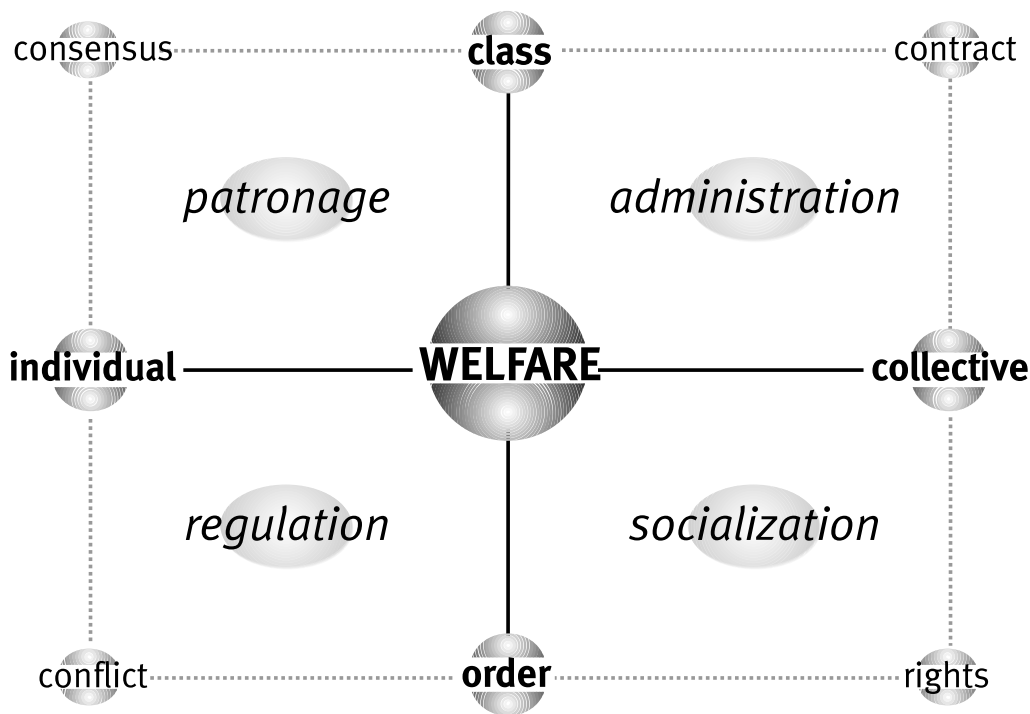 consensus
class
contract
patronage
administration
individual
WELFARE
collective
regulation
socialization
conflict
order
rights